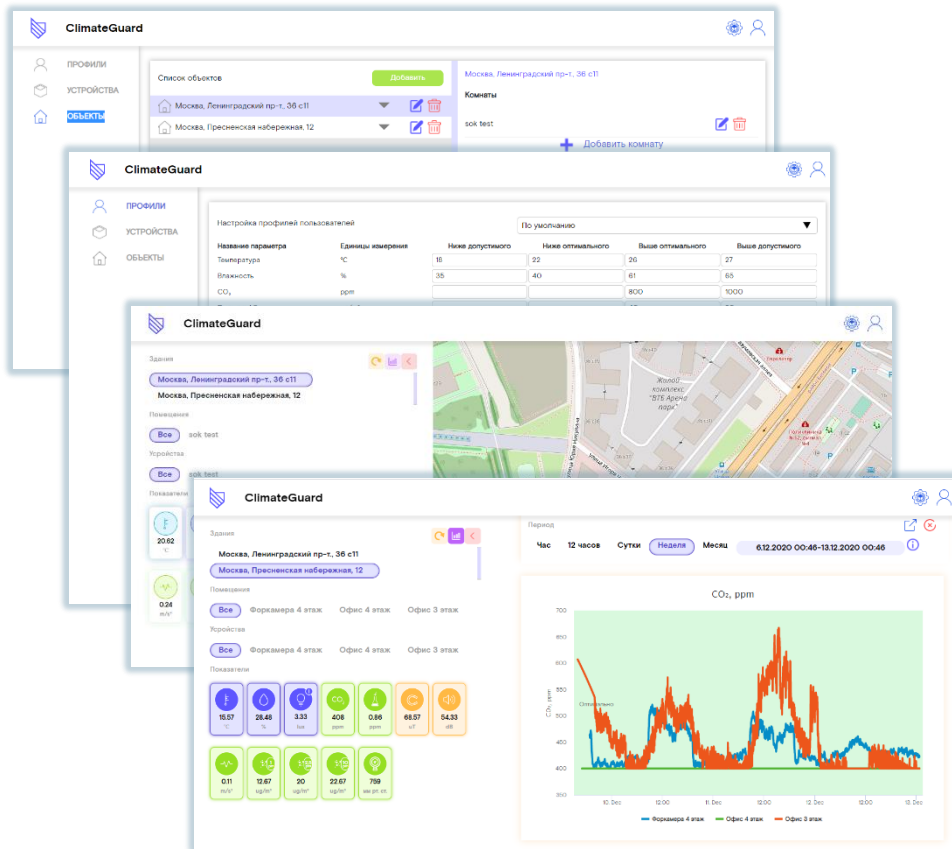 ClimateGuard
ПРОФИЛИ
УСТРОЙСТВА
ОБЪЕКТЫ
Список объектов
Добавить
Москва, Ленинградский пр-т., 36 с11
Москва, Пресненская набережная, 12
Москва, Ленинградский пр-т., 36 с11
Комнаты
sok test
Добавить комнату
ClimateGuard
ПРОФИЛИ
УСТРОЙСТВА
ОБЪЕКТЫ
Настройка профилей пользователей
По умолчанию
Название параметра Единицы измерения Ниже допустимого Ниже оптимального Выше оптимального Выше допустимого
Температура °C 18 22 26 27
Влажность % 35 40 61 65
CO₂ ppm 800 1000
ClimateGuard
Здания
Москва, Ленинградский пр-т., 36 с11
Москва, Пресненская набережная, 12
Помещения
Все sok test
Устройства
Все sok test
Показатели
20.62
°C
0.24
m/s²
Жилой
комплекс
"ВТБ Арена
парк"
P
P
P
ClimateGuard
Здания
Москва, Ленинградский пр-т., 36 с11
Москва, Пресненская набережная, 12
Помещения
Все Форкамера 4 этаж Офис 4 этаж Офис 3 этаж
Устройства
Все Форкамера 4 этаж Офис 4 этаж Офис 3 этаж
Показатели
15.57 28.48 3.33 408 0.86 68.57 54.33
°C % lux ppm ppm uT dB
0.11 12.67 20 22.67 759
m/s² ug/m³ ug/m³ ug/m³ мм рт. ст.
Период
Час 12 часов Сутки Неделя Месяц 6.12.2020 00:46-13.12.2020 00:46
CO₂, ppm
CO₂, ppm
700
650
600
550
500
450
400
350
Оптимально
10. Dec 12:00 11. Dec 12:00 12. Dec 12:00 13. Dec
Форкамера 4 этаж Офис 4 этаж Офис 3 этаж